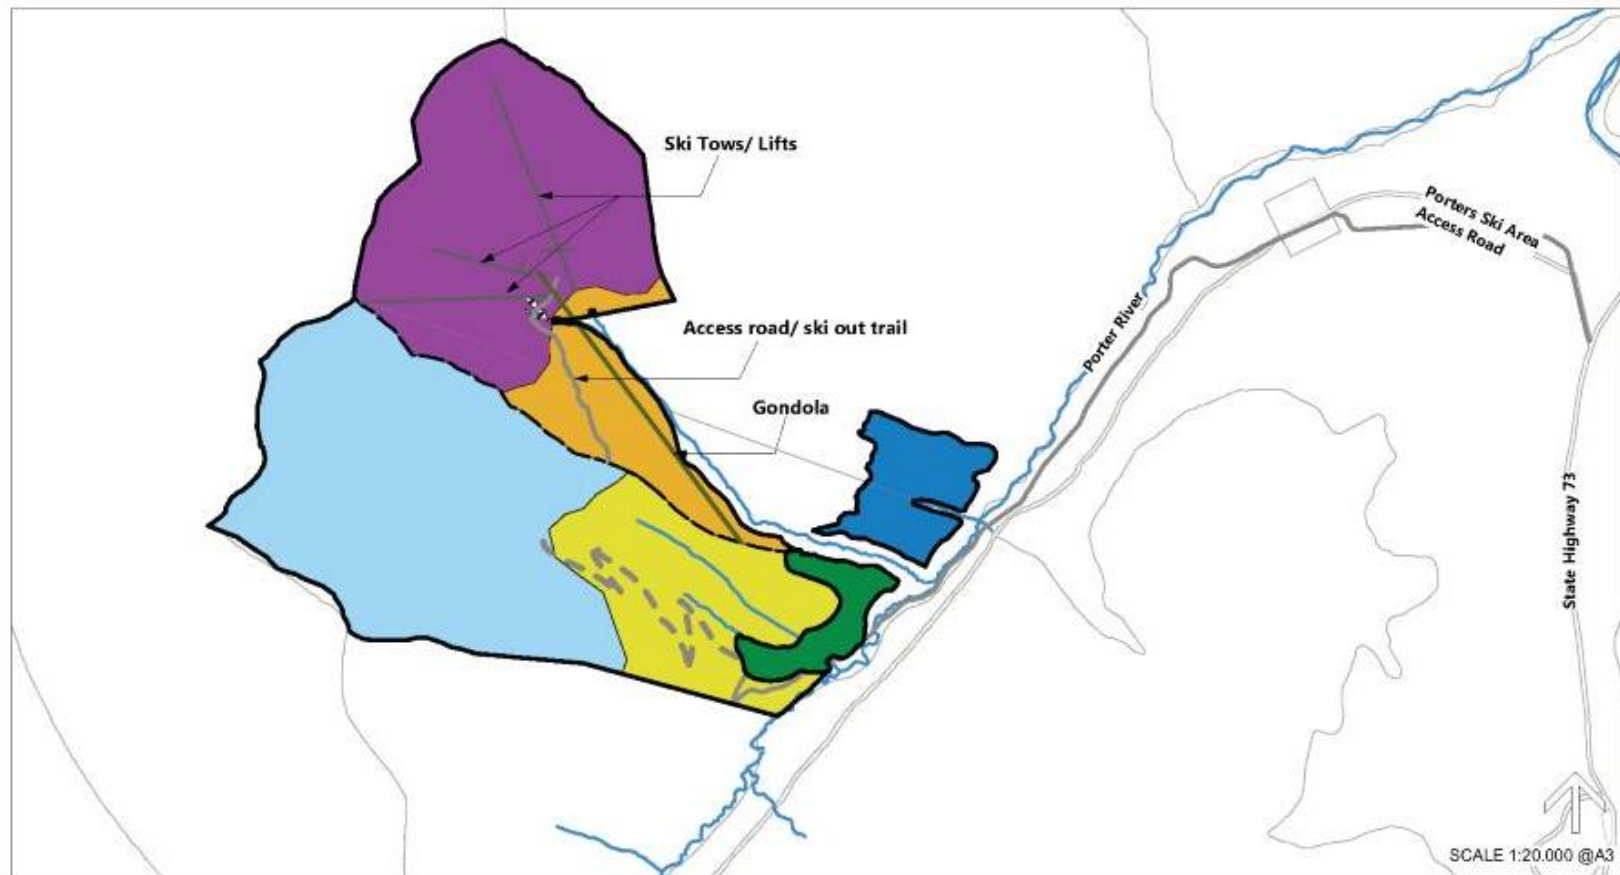 Ski Tows/ Lifts
Porters Ski Area
Access Road
Access road/ ski out trail
Porter River
Gondola
State Highway 73
SCALE 1:20.000 @A3